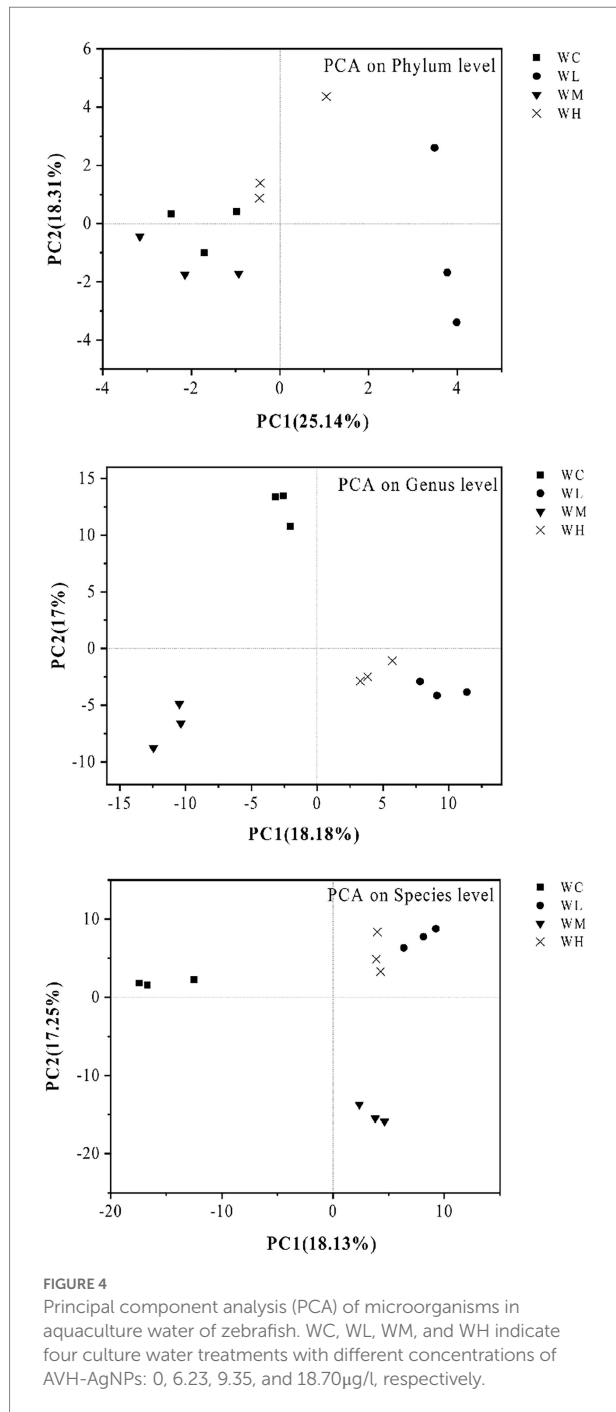 PCA on Phylum level
WC
WL
WM
WH
6
4
2
0
-2
-4
PC2(18.31%)
-4
-2
0
2
4
PC1(25.14%)
PCA on Genus level
WC
WL
WM
WH
15
10
5
0
-5
-10
PC2(17%)
-15
-10
-5
0
5
10
PC1(18.18%)
PCA on Species level
WC
WL
WM
WH
10
0
-10
-20
PC2(17.25%)
-20
-10
0
10
PC1(18.13%)
FIGURE 4
Principal component analysis (PCA) of microorganisms in
aquaculture water of zebrafish. WC, WL, WM, and WH indicate
four culture water treatments with different concentrations of
AVH-AgNPs: 0, 6.23, 9.35, and 18.70μg/l, respectively.